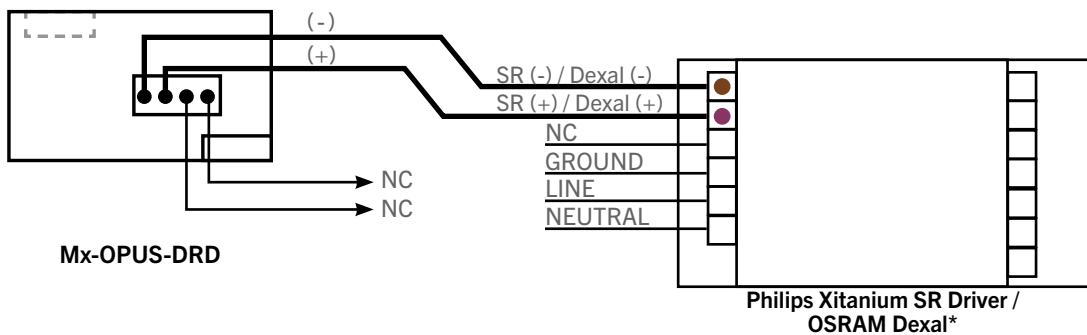 (-)
(+)
SR (-) / Dexal (-)
SR (+) / Dexal (+)
NC
GROUND
LINE
NEUTRAL
NC
NC
Mx-OPUS-DRD
Philips Xitanium SR Driver /
OSRAM Dexal*